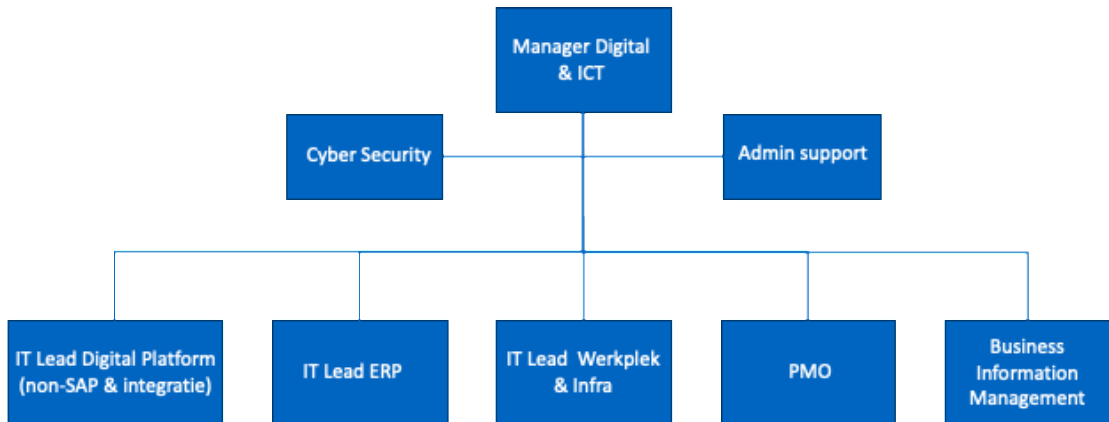 Manager Digital
& ICT
Cyber Security
Admin support
IT Lead Digital Platform
(non-SAP & integratie)
IT Lead ERP
IT Lead Werkplek
& Infra
PMO
Business
Information
Management